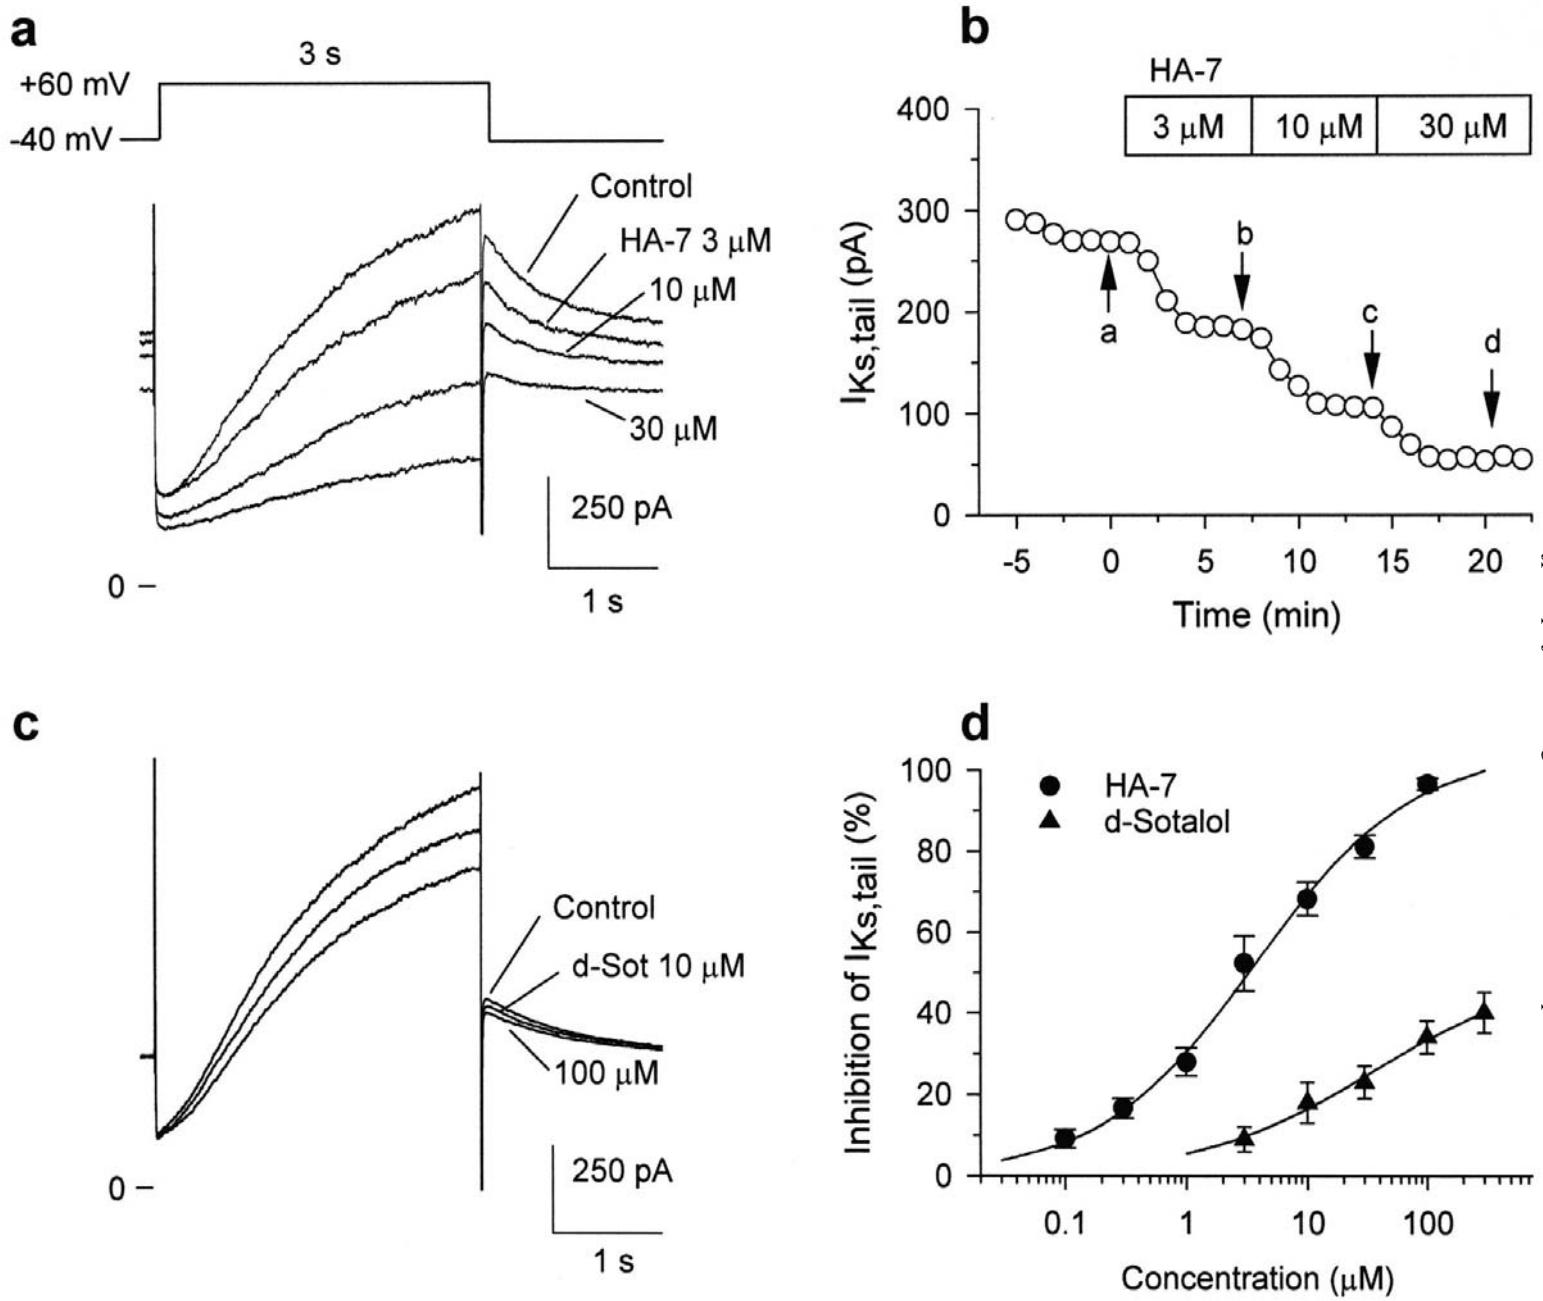 a
3 s
+60 mV
-40 mV
Control
HA-7 3 μM
10 μM
30 μM
250 pA
1 s
0
b
HA-7
3 μM 10 μM 30 μM
400
300
200
100
0
IKs,tail (pA)
a
b
c
d
-5 0 5 10 15 20
Time (min)
c
Control
d-Sot 10 μM
100 μM
250 pA
1 s
0
d
HA-7
d-Sotalol
100
80
60
40
20
0
Inhibition of IKs,tail (%)
0.1 1 10 100
Concentration (μM)